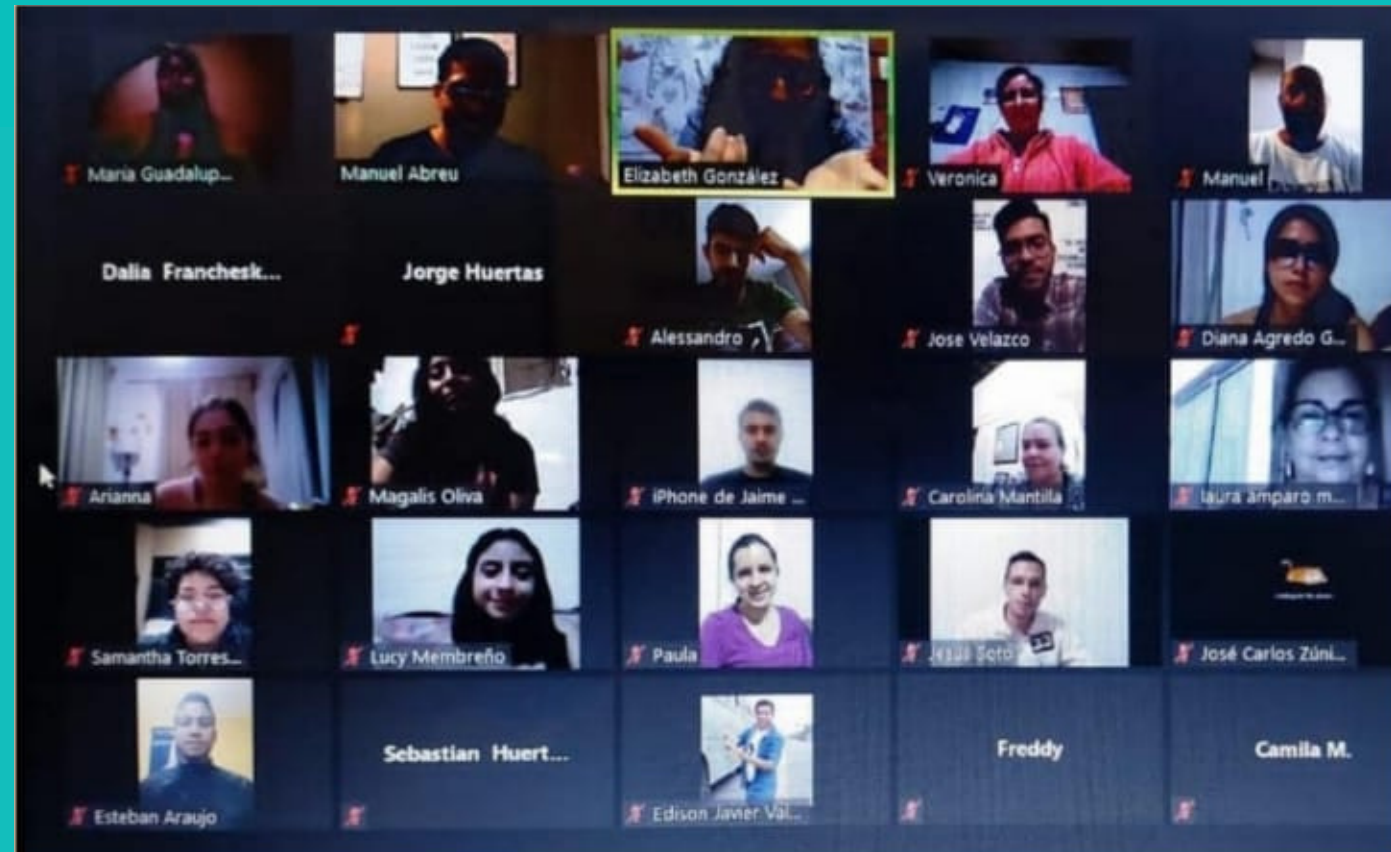 Maria Guadalup...
Manuel Abreu
Elizabeth González
Veronica
Manuel
Dalia Franchesk...
Jorge Huertas
Alessandro
Jose Velazco
Diana Agredo G...
Arianna
Magalis Oliva
iPhone de Jaime ...
Carolina Mantilla
laura amparo m...
Samantha Torres...
Lucy Membreño
Paula
Jesus Soto
José Carlos Zúni...
Esteban Araujo
Sebastian Huert...
Edison Javier Val...
Freddy
Camila M.